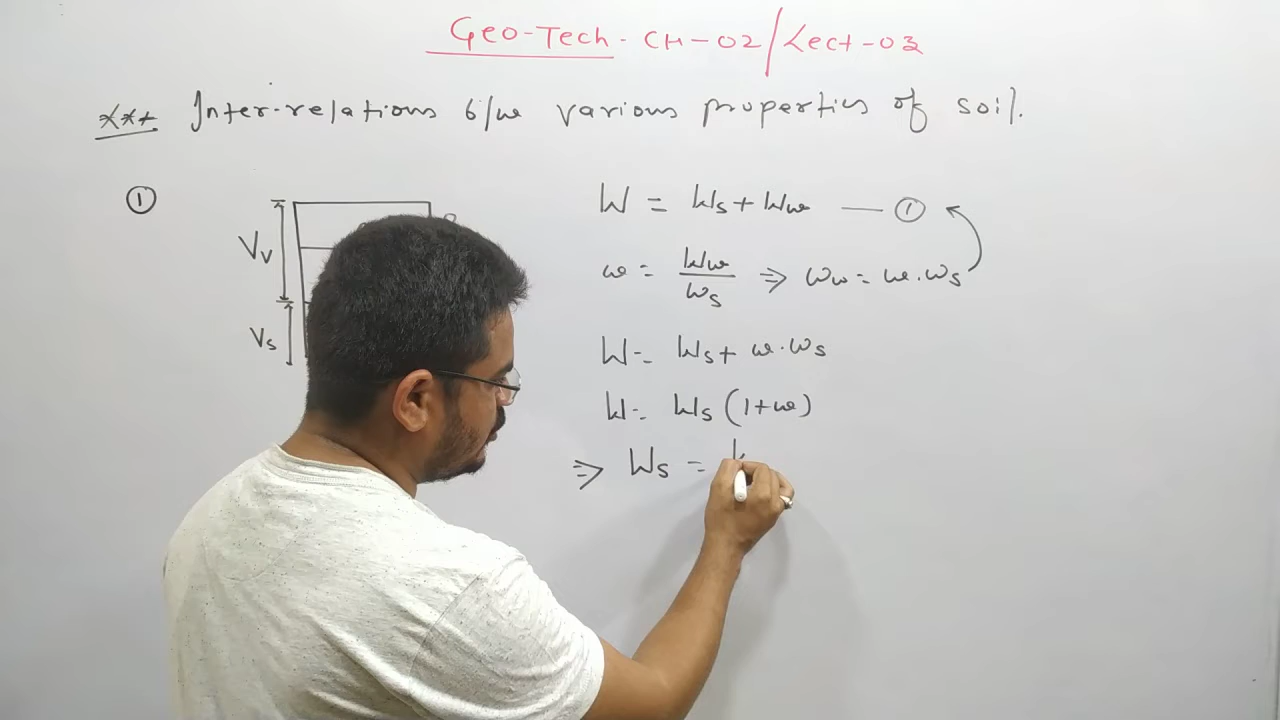 Geo-Tech. CH-02/Lect-03
*** Inter-relations b/w various properties of soil.
①
Vv
Vs
W = Ws + Ww — ①
w = Ww/Ws ⇒ Ww = w.Ws
W = Ws + w.Ws
W = Ws (1+w)
⇒ Ws =